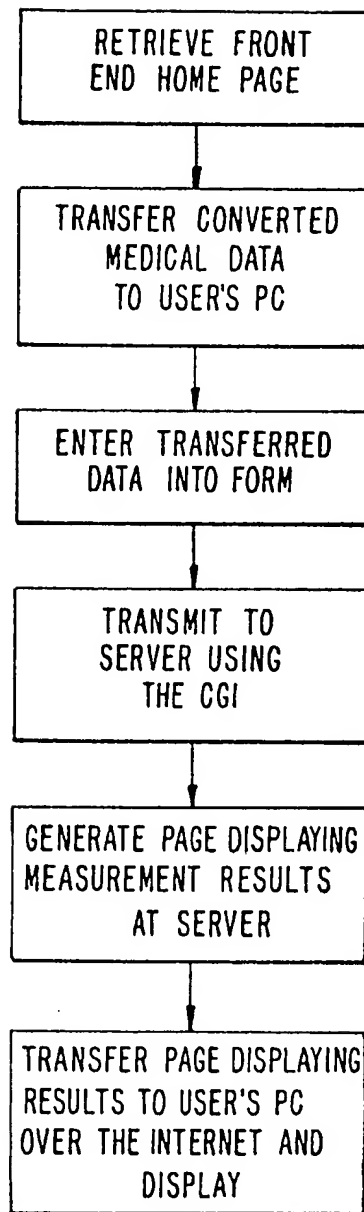 RETRIEVE FRONT
END HOME PAGE
TRANSFER CONVERTED
MEDICAL DATA
TO USER'S PC
ENTER TRANSFERRED
DATA INTO FORM
TRANSMIT TO
SERVER USING
THE CGI
GENERATE PAGE DISPLAYING
MEASUREMENT RESULTS
AT SERVER
TRANSFER PAGE DISPLAYING
RESULTS TO USER'S PC
OVER THE INTERNET AND
DISPLAY